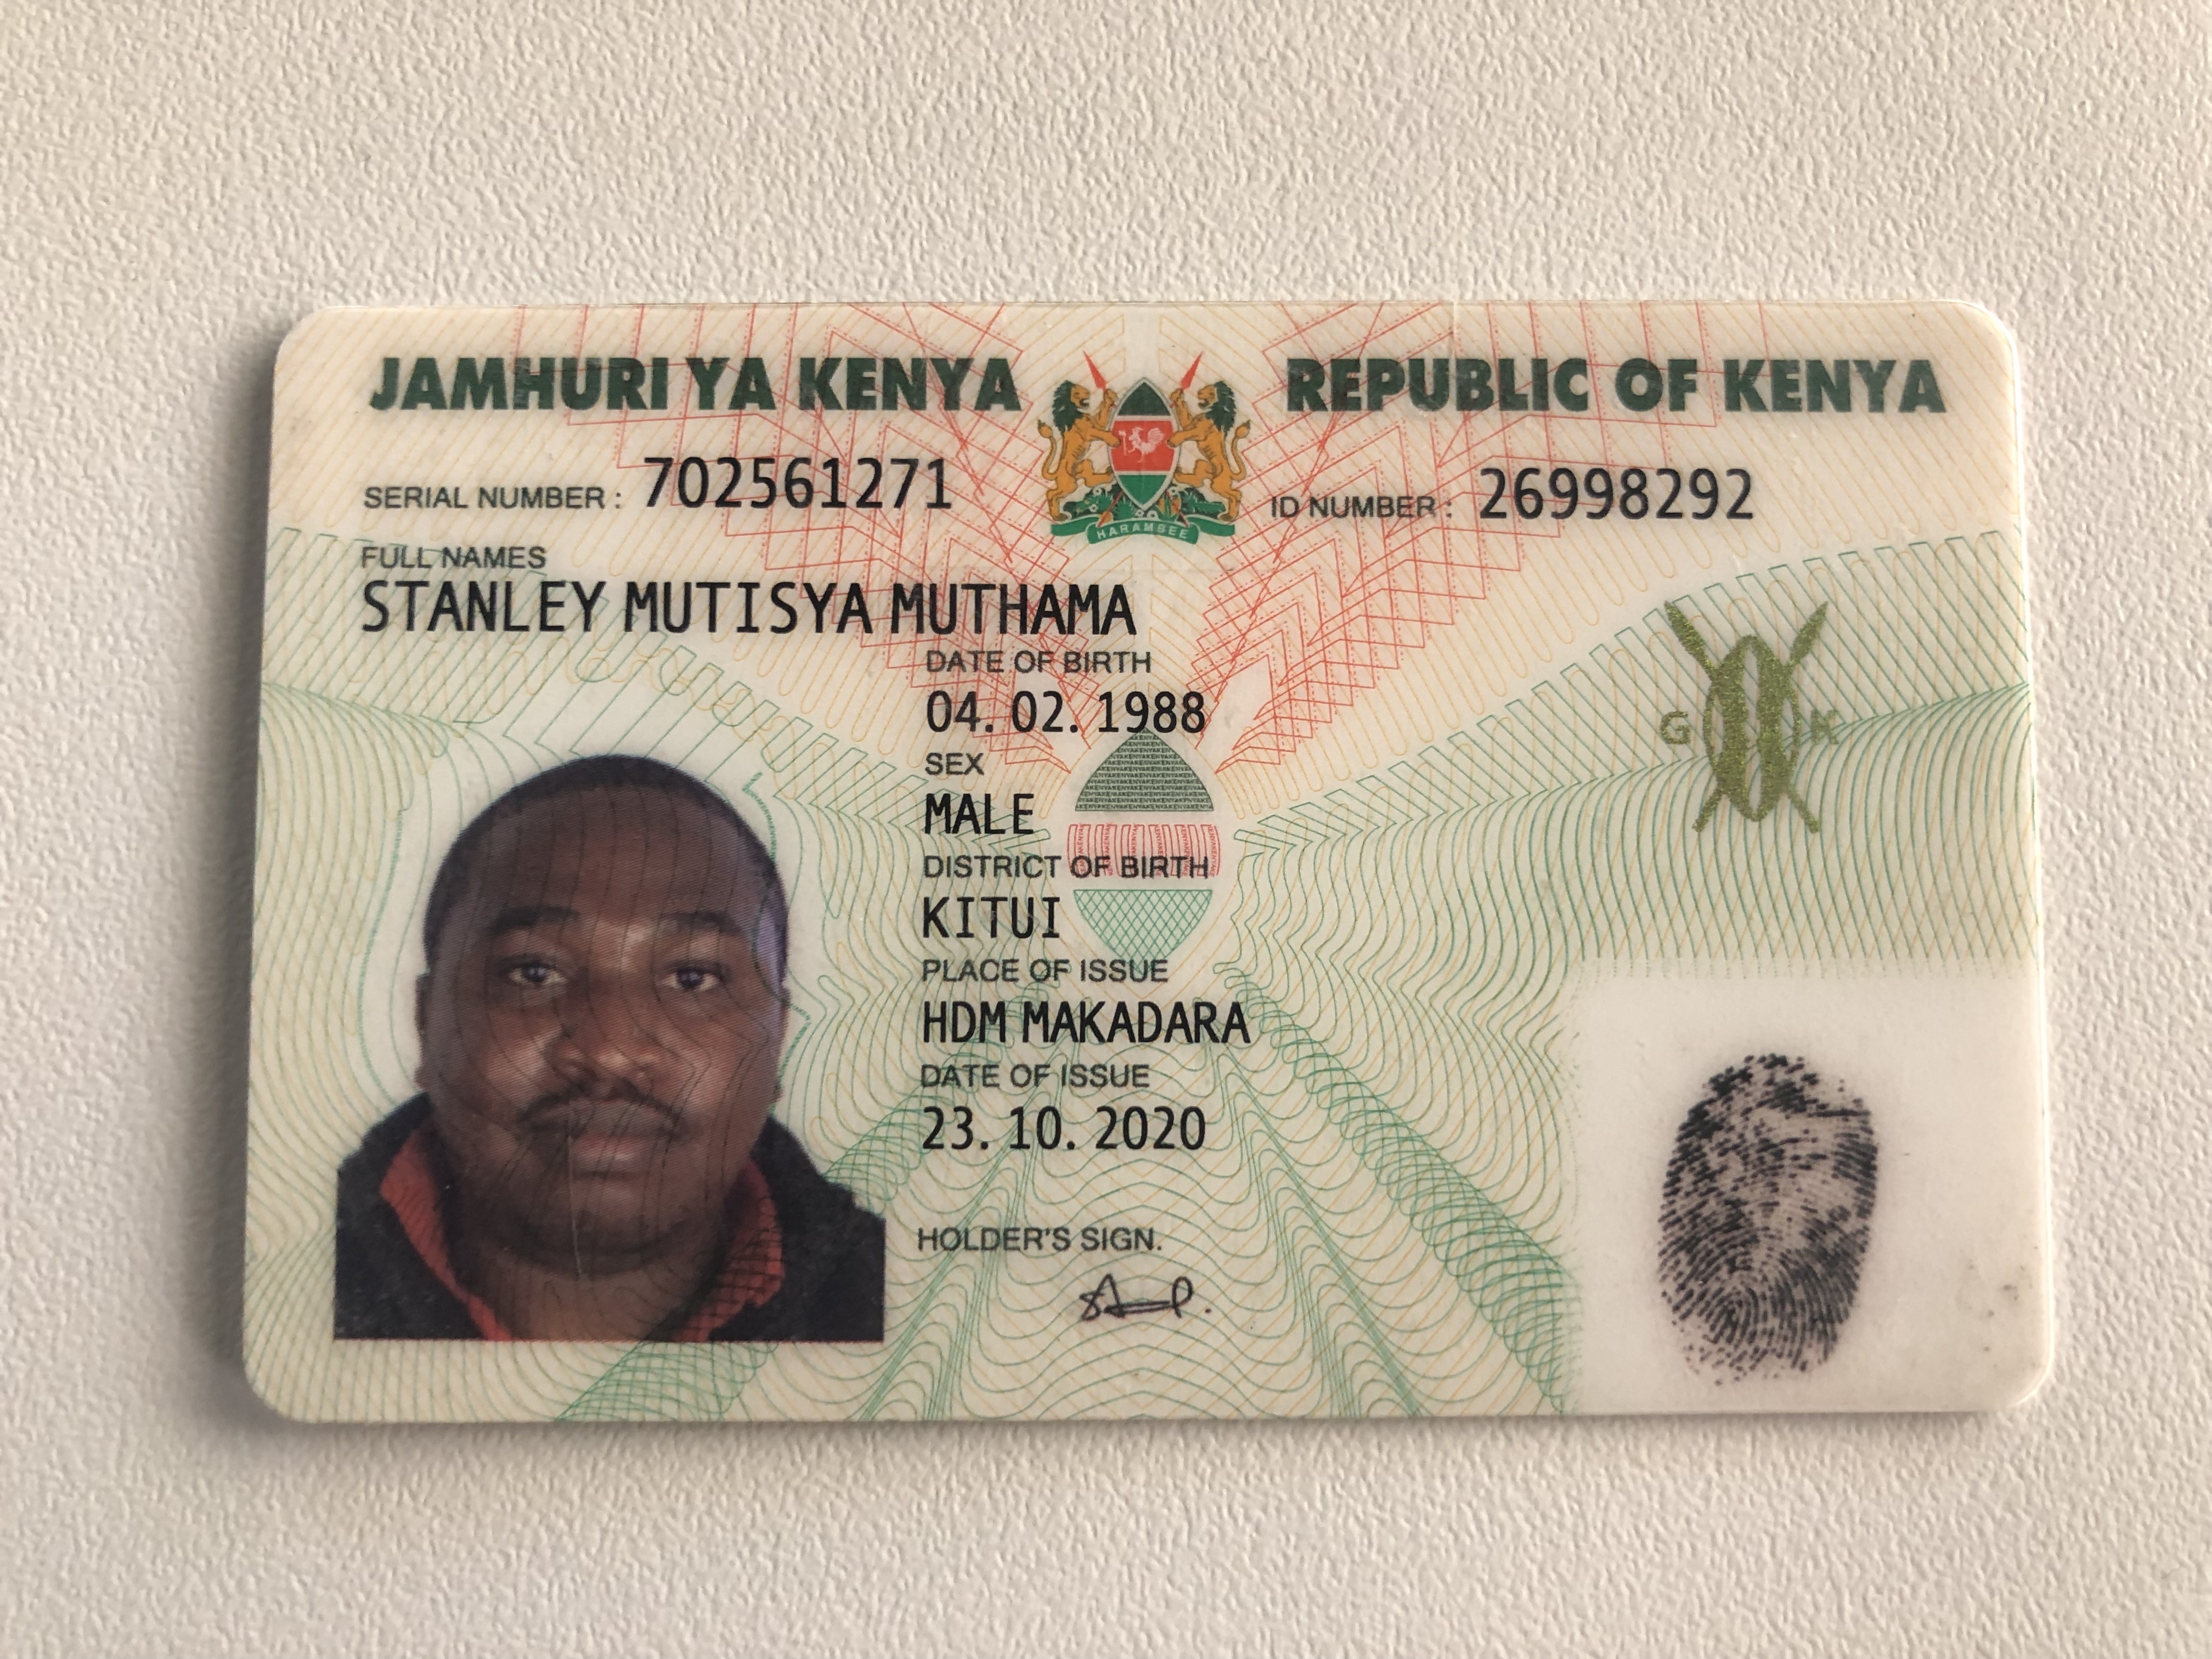 JAMHURI YA KENYA
REPUBLIC OF KENYA
SERIAL NUMBER : 702561271
ID NUMBER : 26998292
HARAMBEE
FULL NAMES
STANLEY MUTISYA MUTHAMA
DATE OF BIRTH
04. 02. 1988
SEX
MALE
G K
DISTRICT OF BIRTH
KITUI
PLACE OF ISSUE
HDM MAKADARA
DATE OF ISSUE
23. 10. 2020
HOLDER'S SIGN.